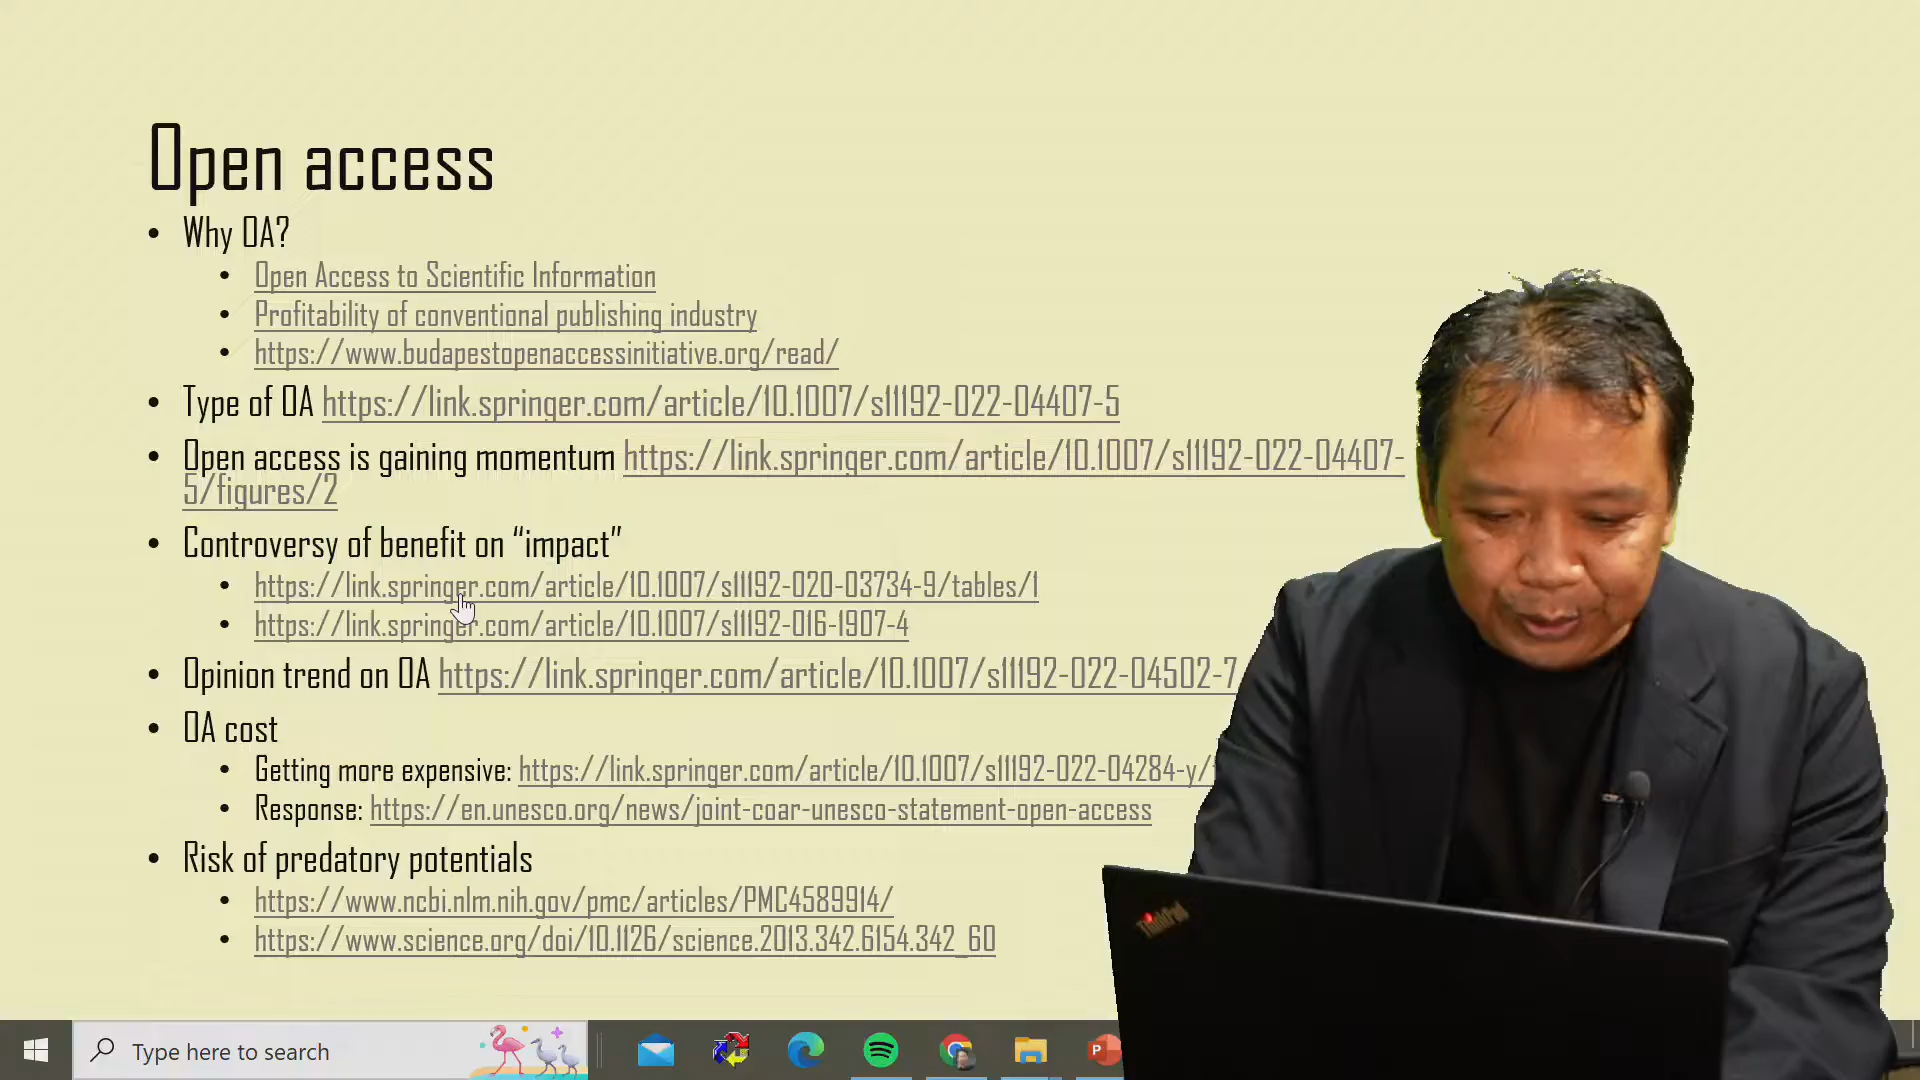 Open access
• Why OA?
• Open Access to Scientific Information
• Profitability of conventional publishing industry
• https://www.budapestopenaccessinitiative.org/read/
• Type of OA https://link.springer.com/article/10.1007/s11192-022-04407-5
• Open access is gaining momentum https://link.springer.com/article/10.1007/s11192-022-04407-
5/figures/2
• Controversy of benefit on “impact”
• https://link.springer.com/article/10.1007/s11192-020-03734-9/tables/1
• https://link.springer.com/article/10.1007/s11192-016-1907-4
• Opinion trend on OA https://link.springer.com/article/10.1007/s11192-022-04502-7
• OA cost
• Getting more expensive: https://link.springer.com/article/10.1007/s11192-022-04284-y/
• Response: https://en.unesco.org/news/joint-coar-unesco-statement-open-access
• Risk of predatory potentials
• https://www.ncbi.nlm.nih.gov/pmc/articles/PMC4589914/
• https://www.science.org/doi/10.1126/science.2013.342.6154.342_60
ThinkPad
Type here to search